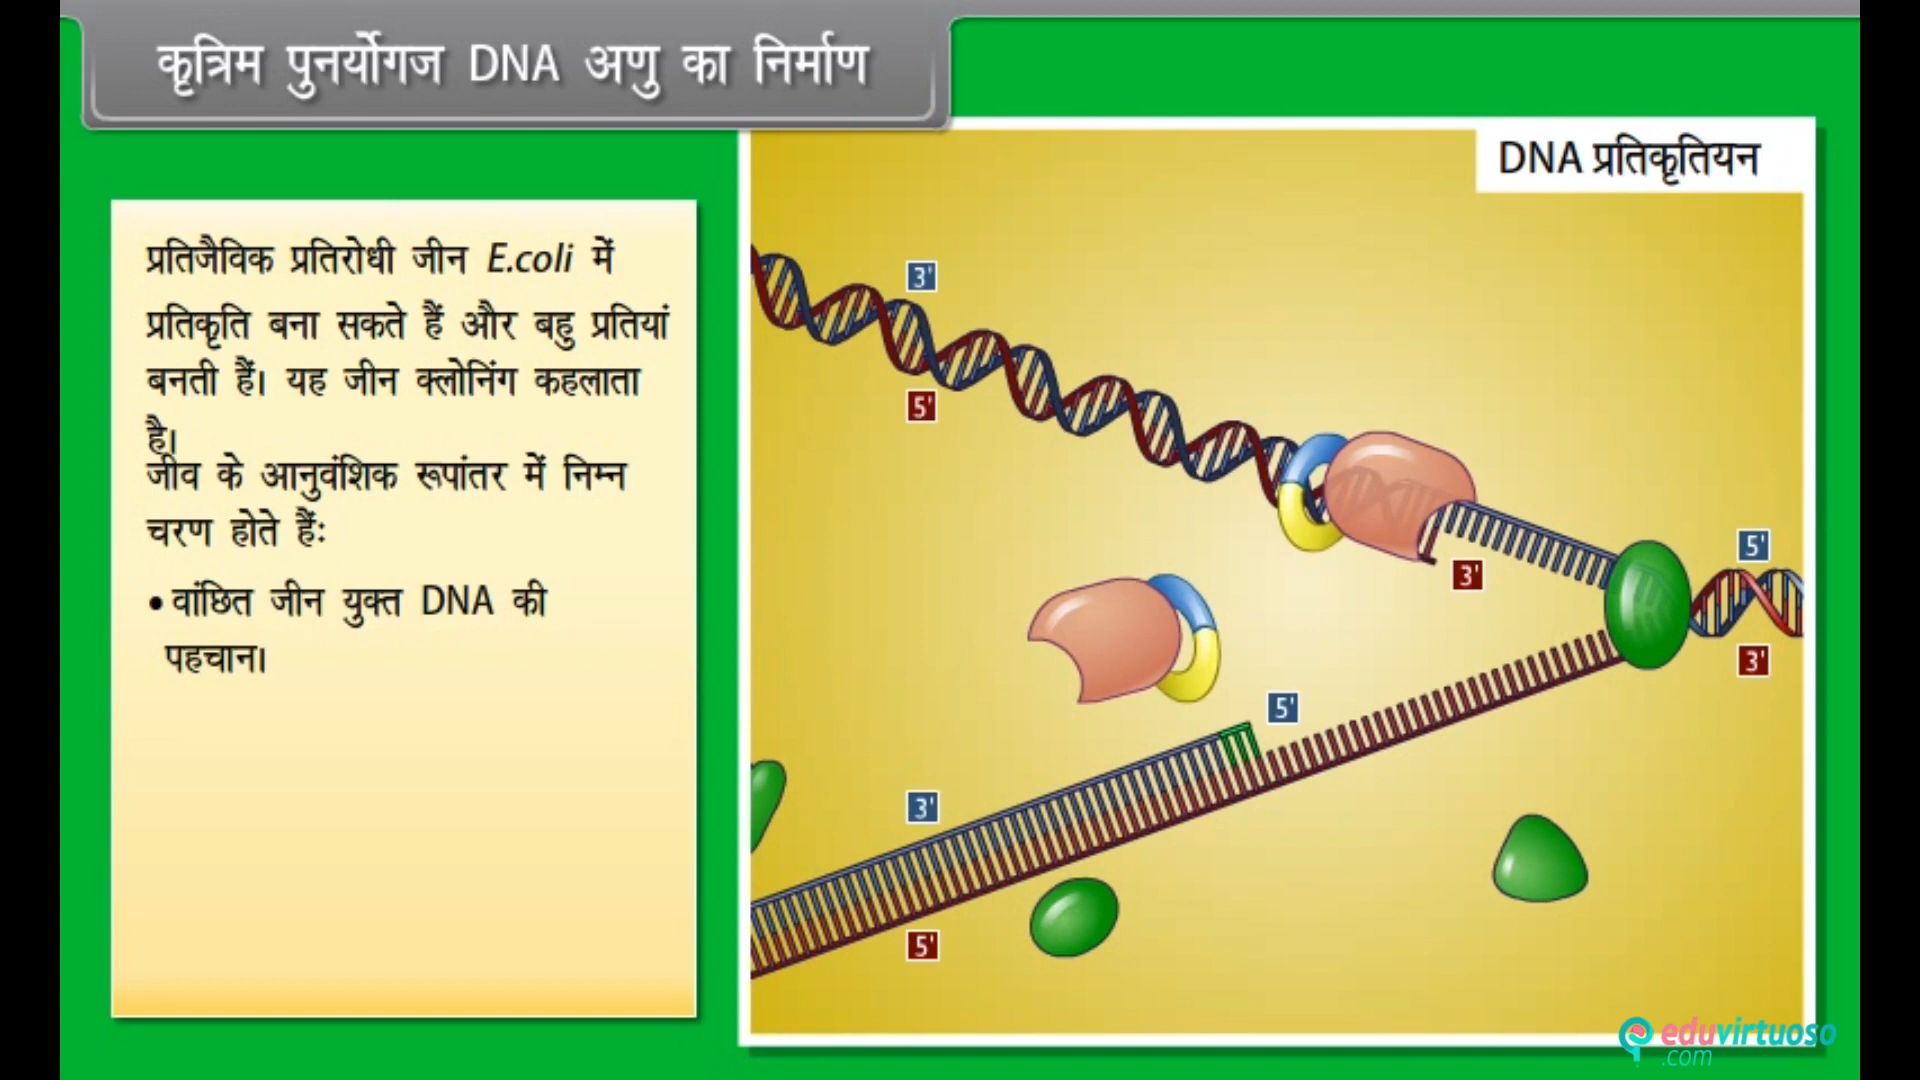 कृत्रिम पुनर्योगज DNA अणु का निर्माण
DNA प्रतिकृतियन
प्रतिजैविक प्रतिरोधी जीन E.coli में
प्रतिकृति बना सकते हैं और बहु प्रतियां
बनती हैं। यह जीन क्लोनिंग कहलाता
है।
जीव के आनुवंशिक रूपांतर में निम्न
चरण होते हैंः
• वांछित जीन युक्त DNA की
पहचान।
3'
5'
3'
5'
3'
5'
3'
5'
eduvirtuoso
.com